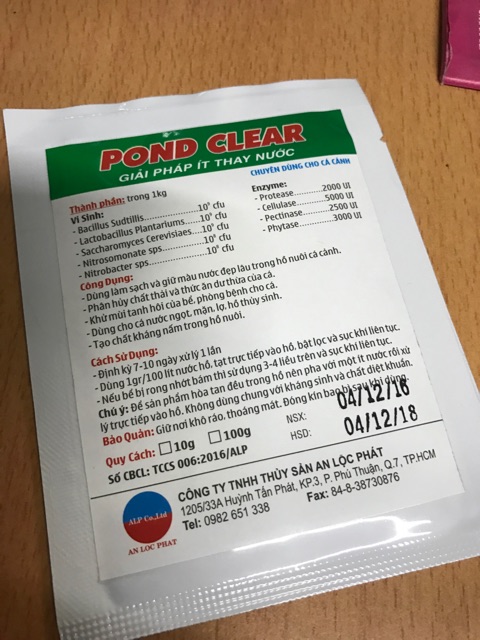 POND CLEAR
GIẢI PHÁP ÍT THAY NƯỚC
CHUYÊN DÙNG CHO CÁ CẢNH
Thành phần: trong 1kg
Vi Sinh:
- Bacillus Sudtillis....................10⁹ cfu
- Lactobacillus Plantariums......10⁹ cfu
- Saccharomyces Cerevisiaes.....10⁹ cfu
- Nitrosomonate sps.................10⁹ cfu
- Nitrobacter sps.....................10⁹ cfu
Enzyme:
- Protease...............2000 UI
- Cellulase..............5000 UI
- Pectinase.............2500 UI
- Phytase................3000 UI
Công Dụng:
- Dùng làm sạch và giữ màu nước đẹp lâu trong hồ nuôi cá cảnh.
- Phân hủy chất thải và thức ăn dư thừa của cá.
- Khử mùi tanh hôi của bể, phòng bệnh cho cá.
- Dùng cho cá nước ngọt, mặn, lợ, hồ thủy sinh.
- Tạo chất kháng nấm trong hồ nuôi.
Cách Sử Dụng:
- Định kỳ 7-10 ngày xử lý 1 lần
- Dùng 1gr/100 lít nước hồ, tạt trực tiếp vào hồ, bật lọc và sục khí liên tục.
- Nếu bể bị rong nhớt bám thì sử dụng 3-4 liều trên và sục khí liên tục.
Chú ý: Để sản phẩm hòa tan đều trong hồ nên pha với một ít nước rồi xử
lý trực tiếp vào hồ. Không dùng chung với kháng sinh và chất diệt khuẩn.
Bảo Quản: Giữ nơi khô ráo, thoáng mát. Đóng kín bao bì sau khi dùng.
Quy Cách: 10g 100g
NSX: 04/12/16
HSD: 04/12/18
Số CBCL: TCCS 006:2016/ALP
ALP Co.,Ltd
AN LOC PHAT
CÔNG TY TNHH THỦY SẢN AN LỘC PHÁT
1205/33A Huỳnh Tấn Phát, KP.3, P. Phú Thuận, Q.7, TP.HCM
Tel: 0982 651 338 Fax: 84-8-38730876